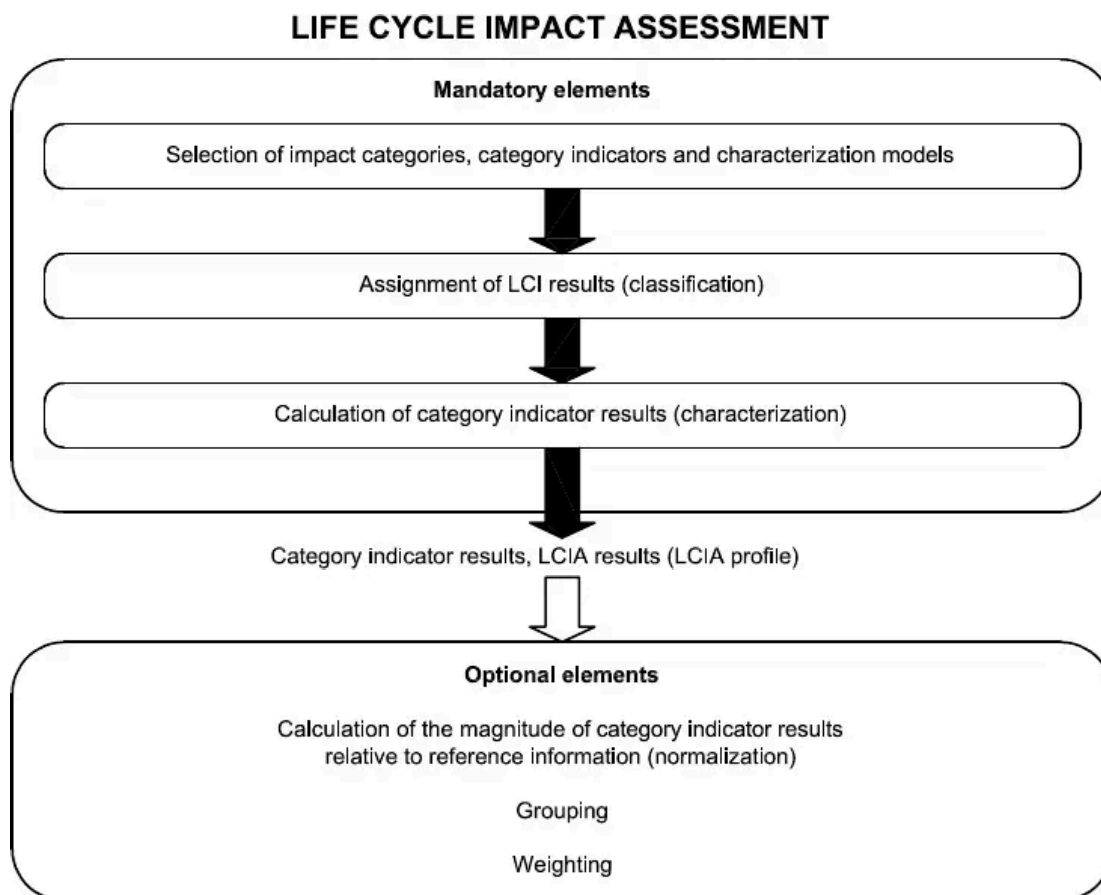 LIFE CYCLE IMPACT ASSESSMENT
Mandatory elements
Selection of impact categories, category indicators and characterization models
Assignment of LCI results (classification)
Calculation of category indicator results (characterization)
Category indicator results, LCIA results (LCIA profile)
Optional elements
Calculation of the magnitude of category indicator results
relative to reference information (normalization)
Grouping
Weighting